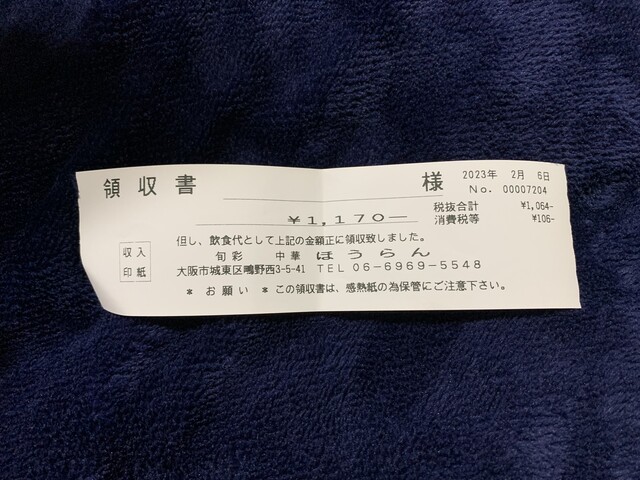 領収書 様 2023年 2月 6日
No. 00007204
¥1,170― 税抜合計 ¥1,064-
消費税等 ¥106-
但し、飲食代として上記の金額正に領収致しました。
収入 旬彩 中華 ほうらん
印紙 大阪市城東区鴫野西3-5-41 TEL 06-6969-5548
* お願い * この領収書は、感熱紙の為保管にご注意下さい。